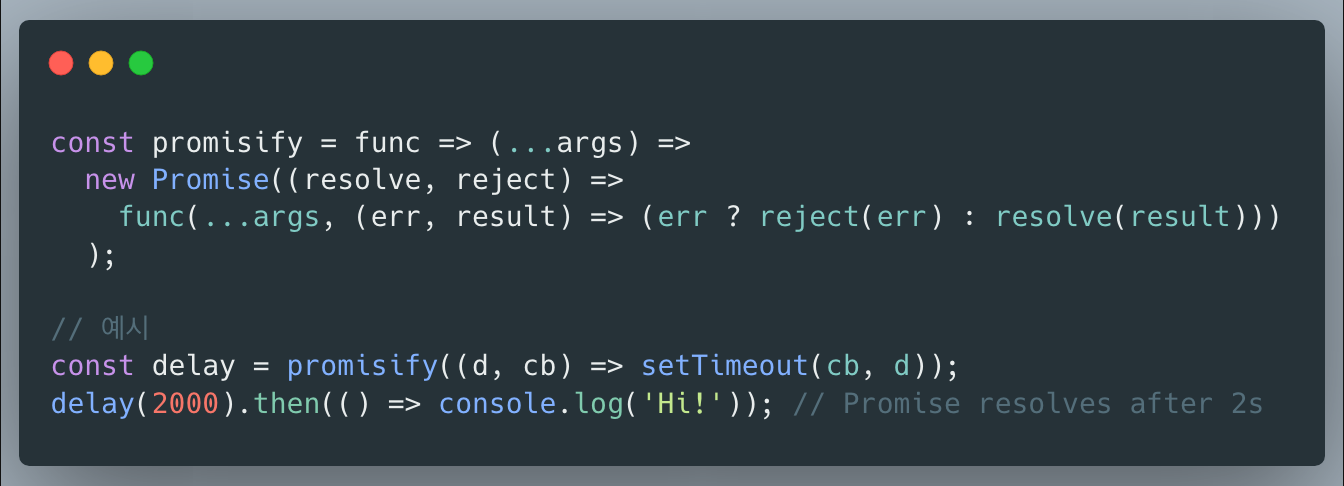 const promisify = func => (...args) =>
  new Promise((resolve, reject) =>
    func(...args, (err, result) => (err ? reject(err) : resolve(result)))
  );

// 예시
const delay = promisify((d, cb) => setTimeout(cb, d));
delay(2000).then(() => console.log('Hi!')); // Promise resolves after 2s